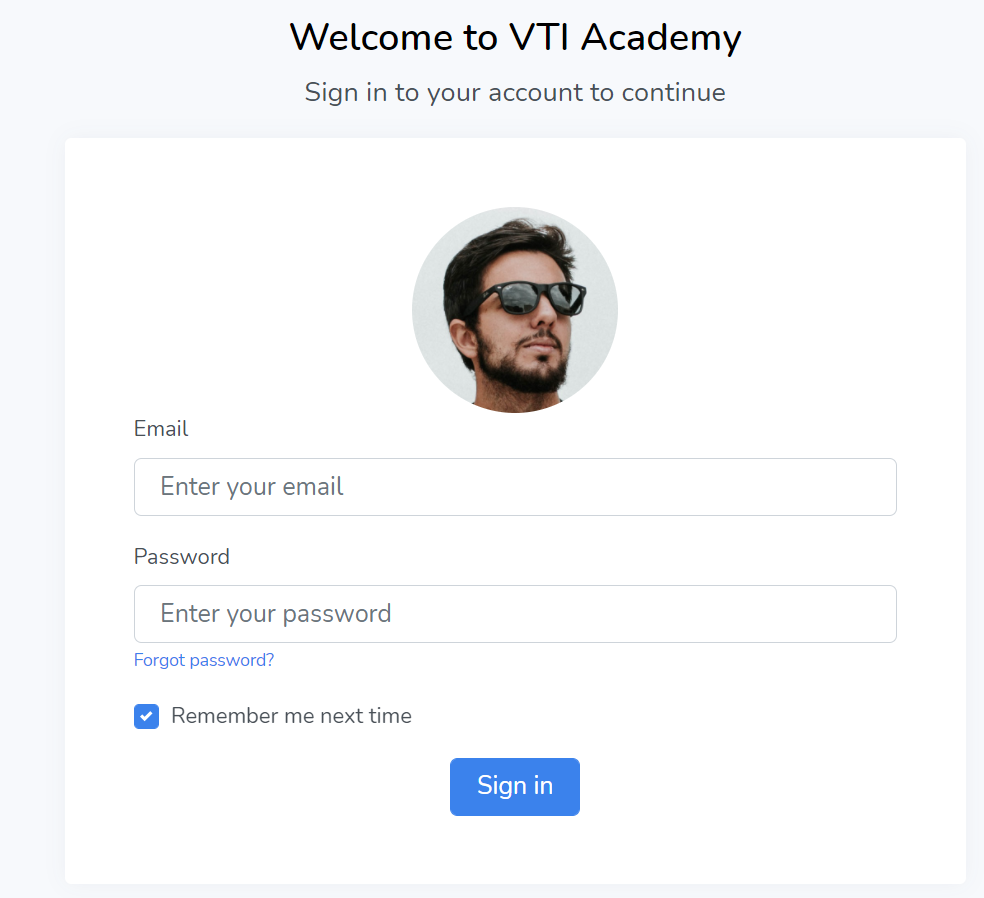 Welcome to VTI Academy
Sign in to your account to continue
Email
Enter your email
Password
Enter your password
Forgot password?
Remember me next time
Sign in